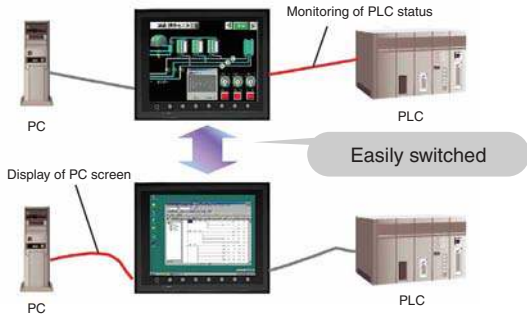 Monitoring of PLC status
PC
PLC
Easily switched
Display of PC screen
PC
PLC